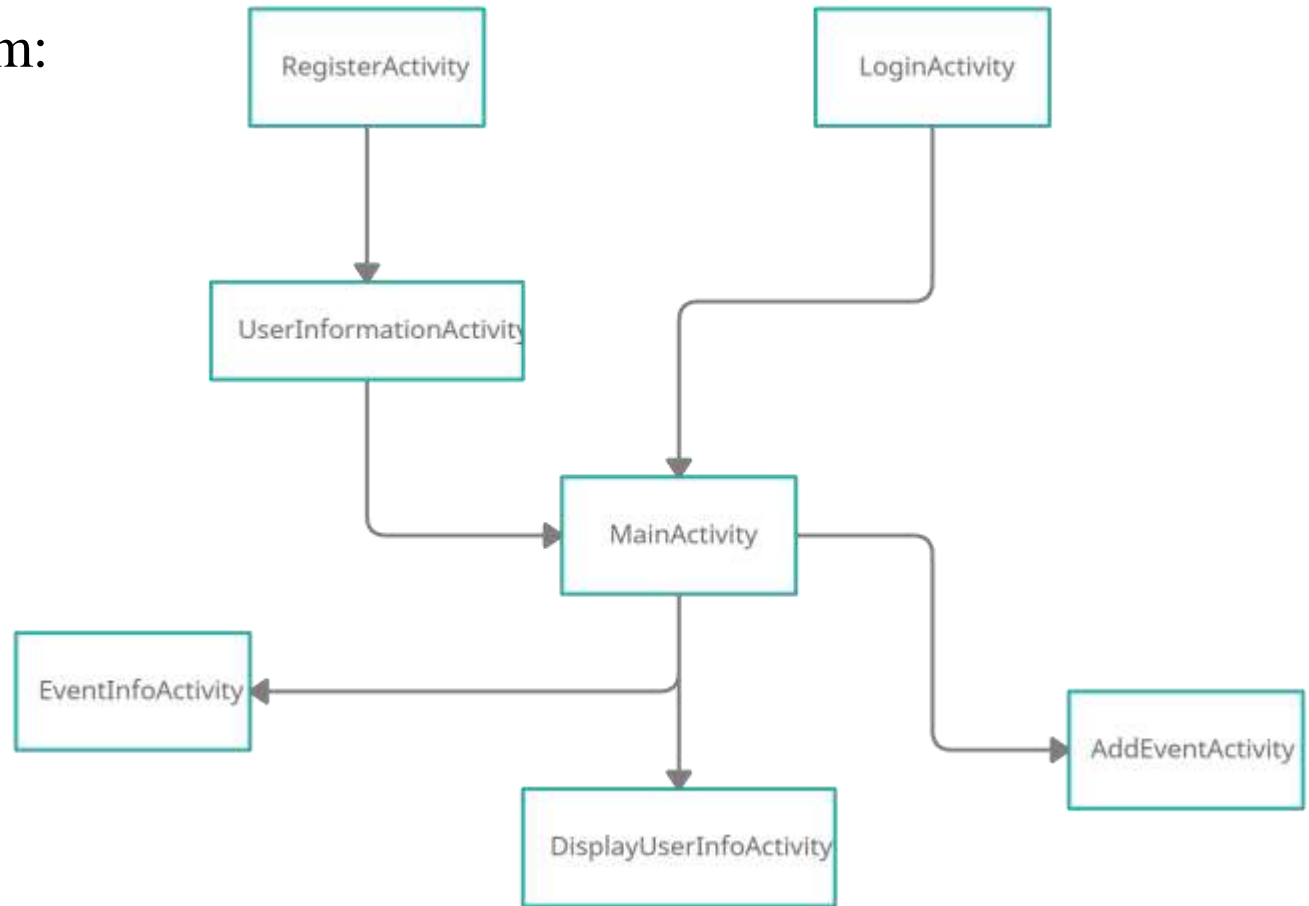 m:
RegisterActivity
LoginActivity
UserInformationActivity
MainActivity
EventInfoActivity
AddEventActivity
DisplayUserInfoActivity